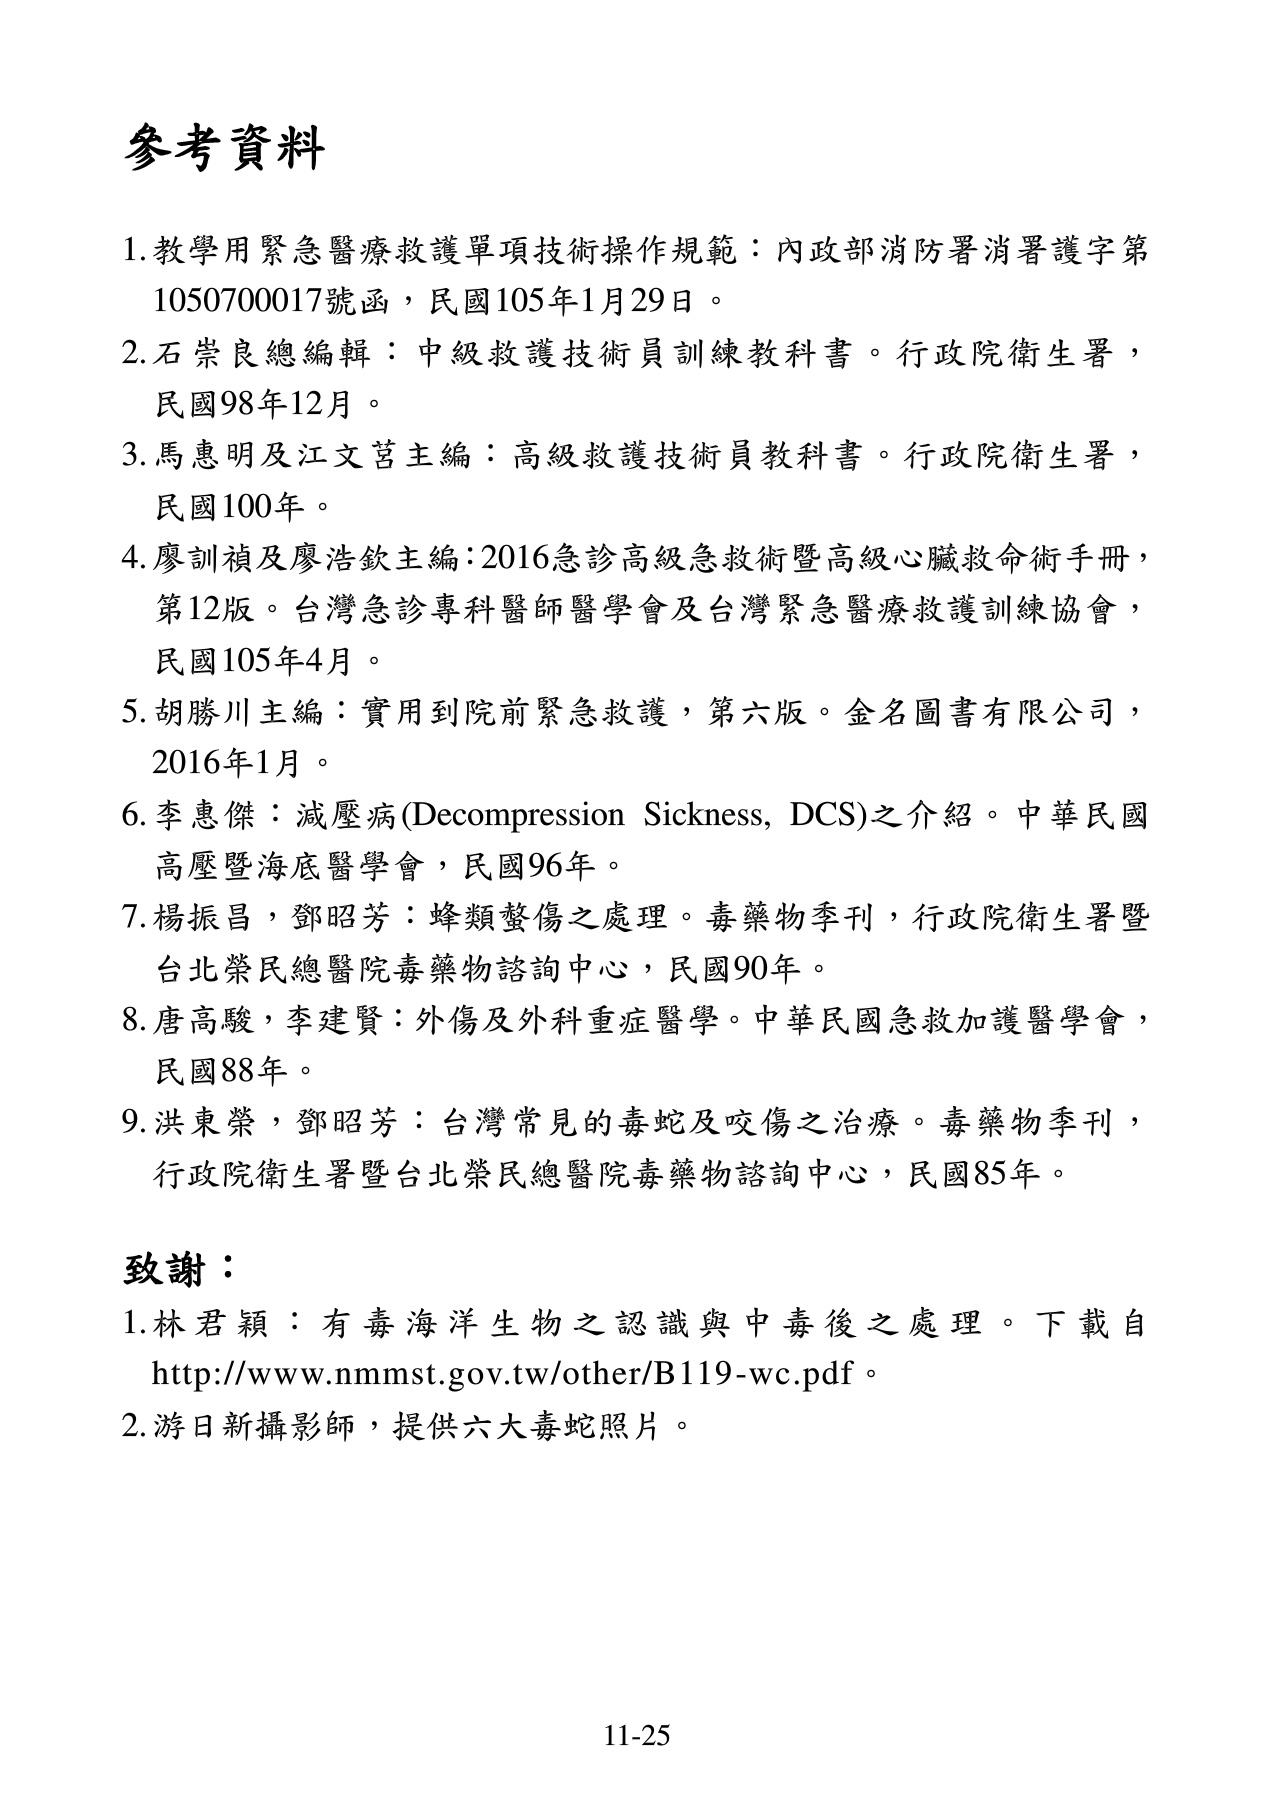 參考資料
1. 教學用緊急醫療救護單項技術操作規範：內政部消防署消署護字第
1050700017號函，民國105年1月29日。
2. 石崇良總編輯：中級救護技術員訓練教科書。行政院衛生署，
民國98年12月。
3. 馬惠明及江文莒主編：高級救護技術員教科書。行政院衛生署，
民國100年。
4. 廖訓禎及廖浩欽主編：2016急診高級急救術暨高級心臟救命術手冊，
第12版。台灣急診專科醫師醫學會及台灣緊急醫療救護訓練協會，
民國105年4月。
5. 胡勝川主編：實用到院前緊急救護，第六版。金名圖書有限公司，
2016年1月。
6. 李惠傑：減壓病(Decompression Sickness, DCS)之介紹。中華民國
高壓暨海底醫學會，民國96年。
7. 楊振昌，鄧昭芳：蜂類螫傷之處理。毒藥物季刊，行政院衛生署暨
台北榮民總醫院毒藥物諮詢中心，民國90年。
8. 唐高駿，李建賢：外傷及外科重症醫學。中華民國急救加護醫學會，
民國88年。
9. 洪東榮，鄧昭芳：台灣常見的毒蛇及咬傷之治療。毒藥物季刊，
行政院衛生署暨台北榮民總醫院毒藥物諮詢中心，民國85年。
致謝：
1. 林君穎：有毒海洋生物之認識與中毒後之處理。下載自
http://www.nmmst.gov.tw/other/B119-wc.pdf。
2. 游日新攝影師，提供六大毒蛇照片。
11-25